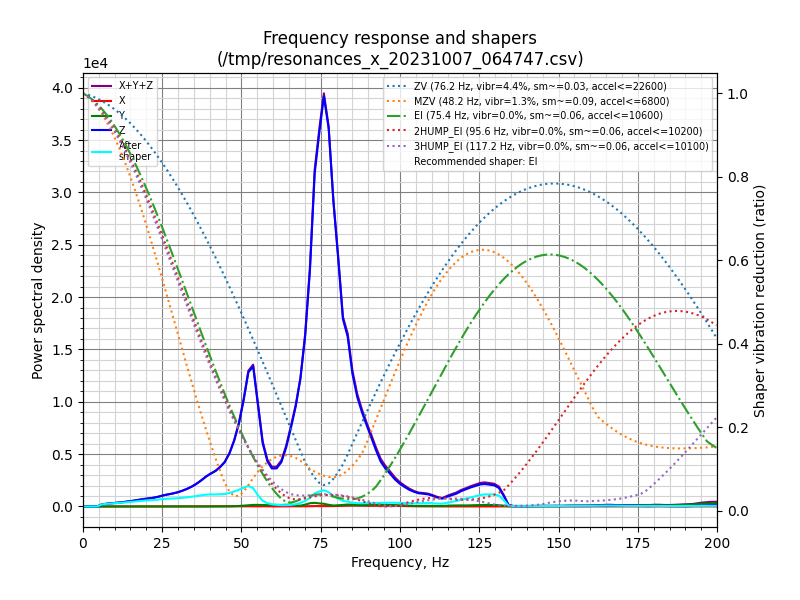 Frequency response and shapers
(/tmp/resonances_x_20231007_064747.csv)
1e4
X+Y+Z
X
Y
Z
After
shaper
ZV (76.2 Hz, vibr=4.4%, sm~=0.03, accel<=22600)
MZV (48.2 Hz, vibr=1.3%, sm~=0.09, accel<=6800)
EI (75.4 Hz, vibr=0.0%, sm~=0.06, accel<=10600)
2HUMP_EI (95.6 Hz, vibr=0.0%, sm~=0.06, accel<=10200)
3HUMP_EI (117.2 Hz, vibr=0.0%, sm~=0.06, accel<=10100)
Recommended shaper: EI
4.0
3.5
3.0
2.5
2.0
1.5
1.0
0.5
0.0
Power spectral density
1.0
0.8
0.6
0.4
0.2
0.0
Shaper vibration reduction (ratio)
0 25 50 75 100 125 150 175 200
Frequency, Hz